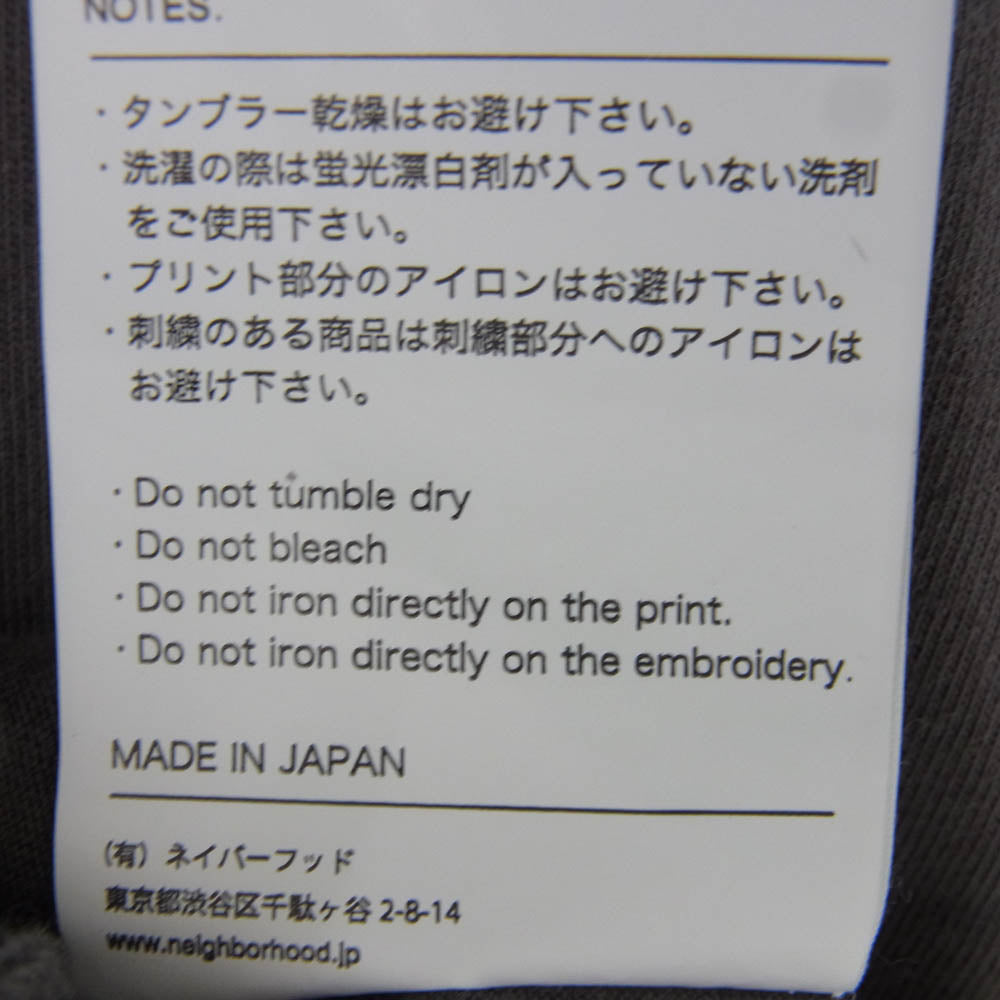 NOTES.
・タンブラー乾燥はお避け下さい。
・洗濯の際は蛍光漂白剤が入っていない洗剤
をご使用下さい。
・プリント部分のアイロンはお避け下さい。
・刺繍のある商品は刺繍部分へのアイロンは
お避け下さい。
・Do not tumble dry
・Do not bleach
・Do not iron directly on the print.
・Do not iron directly on the embroidery.
MADE IN JAPAN
(有) ネイバーフッド
東京都渋谷区千駄ヶ谷 2-8-14
www.neighborhood.jp